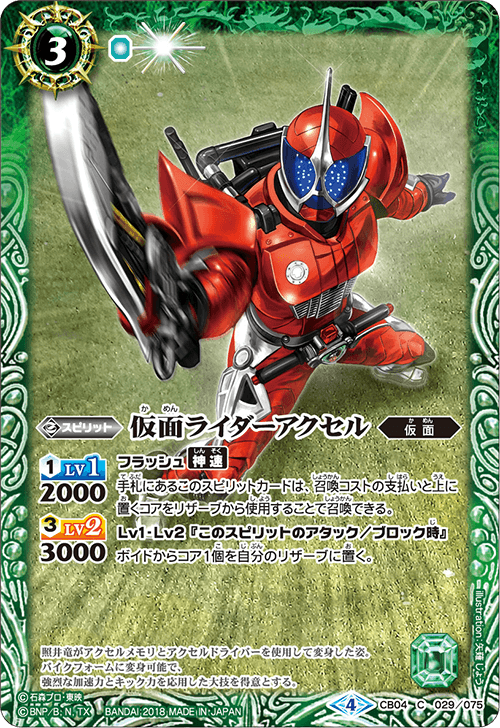 3
スピリット
仮面ライダーアクセル
仮面
1 LV1
2000
フラッシュ 神速
手札にあるこのスピリットカードは、召喚コストの支払いと上に
置くコアをリザーブから使用することで召喚できる。
3 LV2
3000
Lv1・Lv2『このスピリットのアタック/ブロック時』
ボイドからコア1個を自分のリザーブに置く。
照井竜がアクセルメモリとアクセルドライバーを使用して変身した姿。
バイクフォームに変身可能で、
強烈な加速力とキック力を応用した大技を得意とする。
©石森プロ・東映
©BNP/B, N, TX BANDAI 2018 MADE IN JAPAN
4 CB04 C 029/075